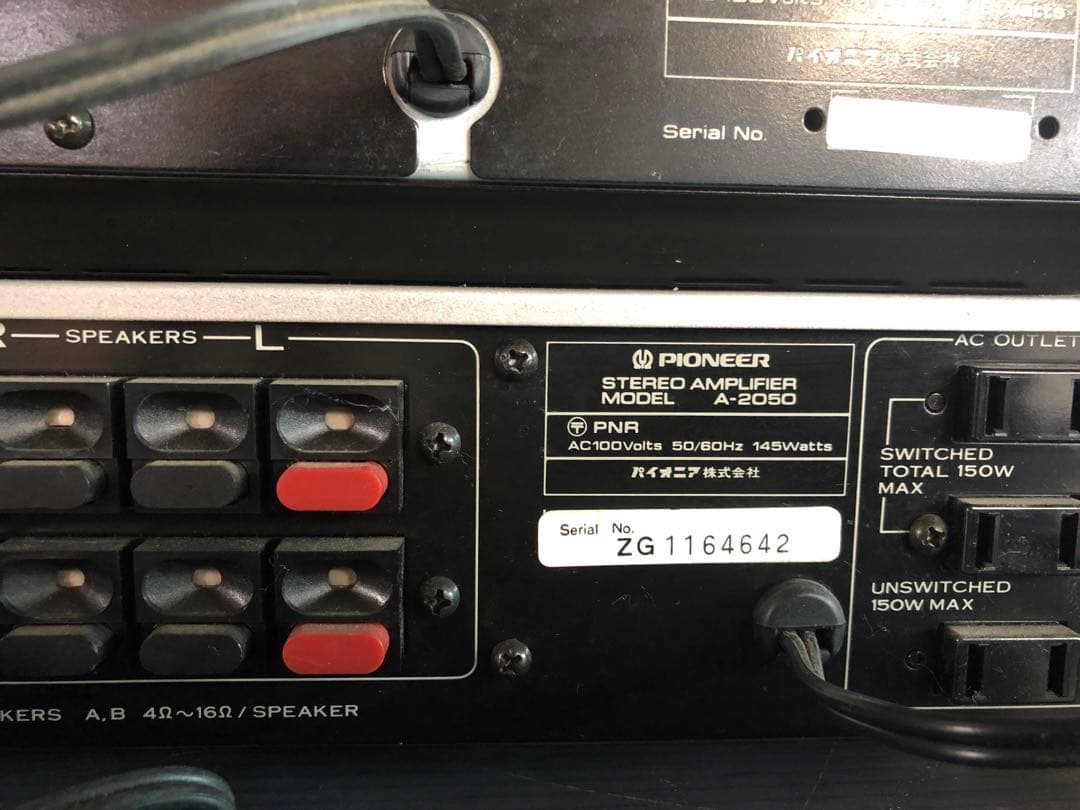 100Volts
Watts
パイオニア株式会社
Serial No.
SPEAKERS L
AC OUTLET
PIONEER
STEREO AMPLIFIER
MODEL A-2050
〒 PNR
AC100Volts 50/60Hz 145Watts
パイオニア株式会社
Serial No.
ZG 1164642
SWITCHED
TOTAL 150W
MAX
UNSWITCHED
150W MAX
KERS A,B 4Ω~16Ω/SPEAKER